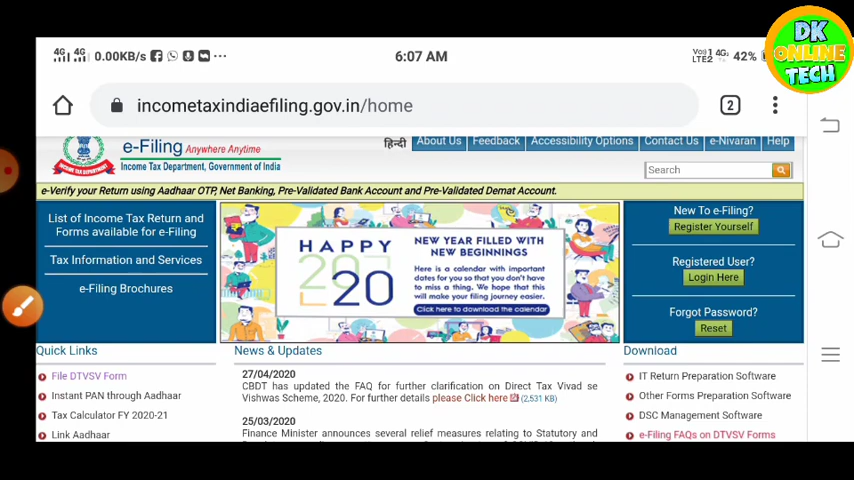 4G 4G 0.00KB/s ... 6:07 AM Vo)) 1 4G LTE2 42%
DK
ONLINE
TECH
incometaxindiaefiling.gov.in/home 2
e-Filing Anywhere Anytime
Income Tax Department, Government of India
हिन्दी About Us Feedback Accessibility Options Contact Us e-Nivaran Help
Search
e-Verify your Return using Aadhaar OTP, Net Banking, Pre-Validated Bank Account and Pre-Validated Demat Account.
List of Income Tax Return and
Forms available for e-Filing
Tax Information and Services
e-Filing Brochures
HAPPY
2020
NEW YEAR FILLED WITH
NEW BEGINNINGS
Here is a calendar with important
dates for you so that you don't have
to miss a thing. We hope that this
will make your filing journey easier.
Click here to download the calendar
New To e-Filing?
Register Yourself
Registered User?
Login Here
Forgot Password?
Reset
Quick Links
File DTVSV Form
Instant PAN through Aadhaar
Tax Calculator FY 2020-21
Link Aadhaar
News & Updates
27/04/2020
CBDT has updated the FAQ for further clarification on Direct Tax Vivad se
Vishwas Scheme, 2020. For further details please Click here (2,531 KB)
25/03/2020
Finance Minister announces several relief measures relating to Statutory and
Download
IT Return Preparation Software
Other Forms Preparation Software
DSC Management Software
e-Filing FAQs on DTVSV Forms